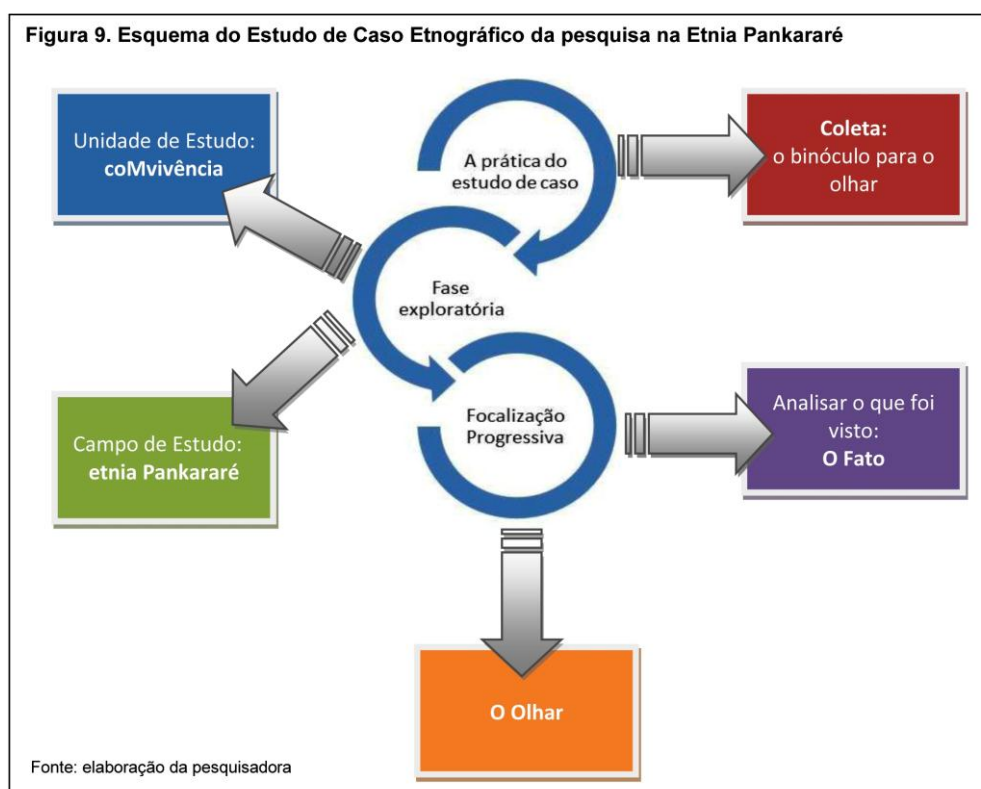 Figura 9. Esquema do Estudo de Caso Etnográfico da pesquisa na Etnia Pankararé
Unidade de Estudo:
coMvivência
A prática do
estudo de caso
Coleta:
o binóculo para o
olhar
Fase
exploratória
Campo de Estudo:
etnia Pankararé
Focalização
Progressiva
Analisar o que foi
visto:
O Fato
O Olhar
Fonte: elaboração da pesquisadora